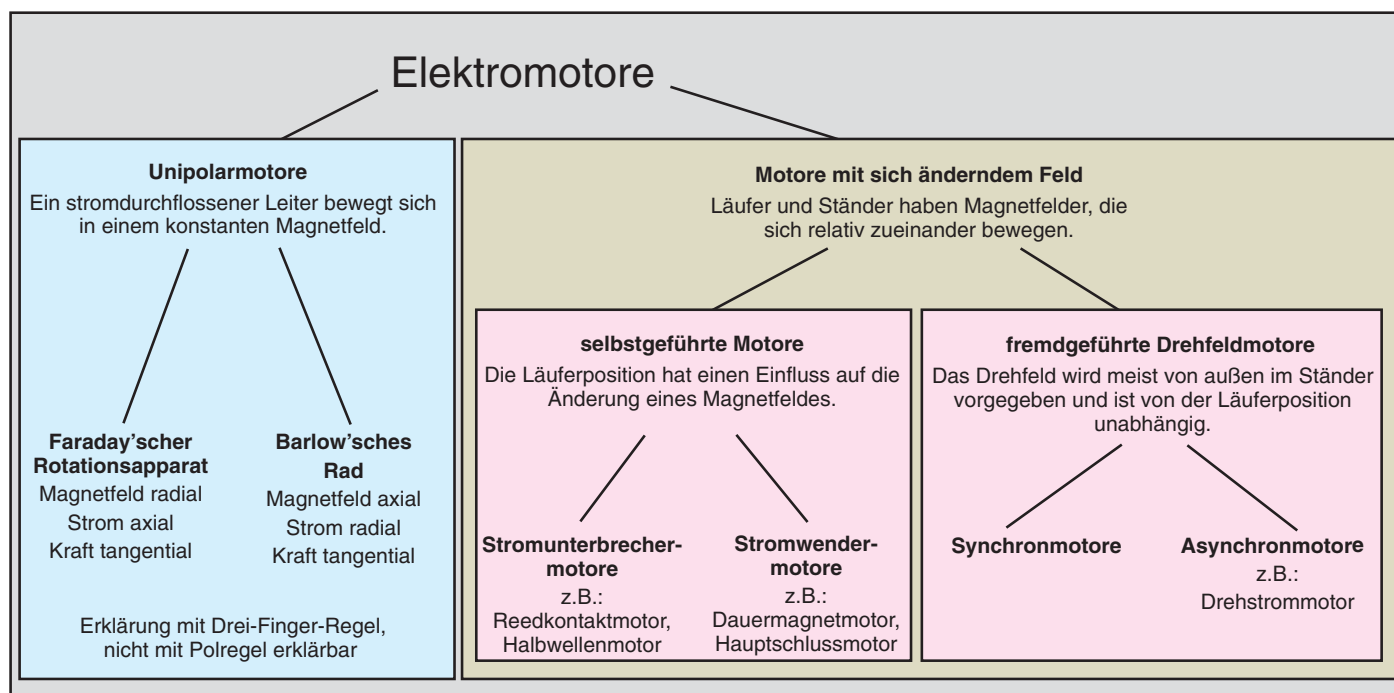 Elektromotore
Unipolarmotore
Ein stromdurchflossener Leiter bewegt sich
in einem konstanten Magnetfeld.
Faraday’scher
Rotationsapparat
Magnetfeld radial
Strom axial
Kraft tangential
Barlow’sches
Rad
Magnetfeld axial
Strom radial
Kraft tangential
Erklärung mit Drei-Finger-Regel,
nicht mit Polregel erklärbar
Motore mit sich änderndem Feld
Läufer und Ständer haben Magnetfelder, die
sich relativ zueinander bewegen.
selbstgeführte Motore
Die Läuferposition hat einen Einfluss auf die
Änderung eines Magnetfeldes.
Stromunterbrecher-
motore
z.B.:
Reedkontaktmotor,
Halbwellenmotor
Stromwender-
motore
z.B.:
Dauermagnetmotor,
Hauptschlussmotor
fremdgeführte Drehfeldmotore
Das Drehfeld wird meist von außen im Ständer
vorgegeben und ist von der Läuferposition
unabhängig.
Synchronmotore
Asynchronmotore
z.B.:
Drehstrommotor